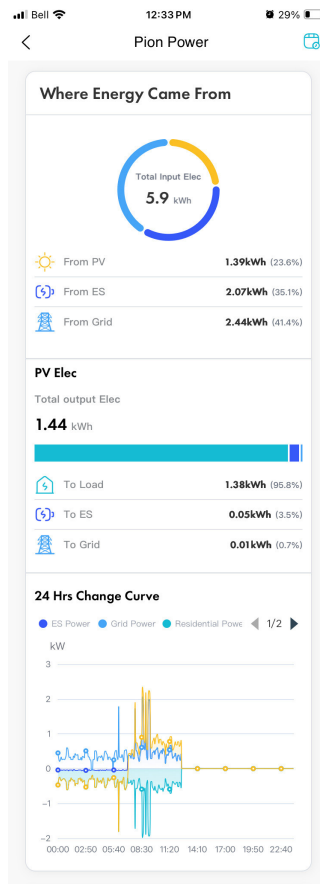 Bell 12:33 PM 29%
Pion Power
Where Energy Came From
Total Input Elec
5.9 kWh
From PV 1.39kWh (23.6%)
From ES 2.07kWh (35.1%)
From Grid 2.44kWh (41.4%)
PV Elec
Total output Elec
1.44 kWh
To Load 1.38kWh (95.8%)
To ES 0.05kWh (3.5%)
To Grid 0.01kWh (0.7%)
24 Hrs Change Curve
ES Power Grid Power Residential Powe 1/2
kW
3
2
1
0
-1
-2
00:00 02:50 05:40 08:30 11:20 14:10 17:00 19:50 22:40